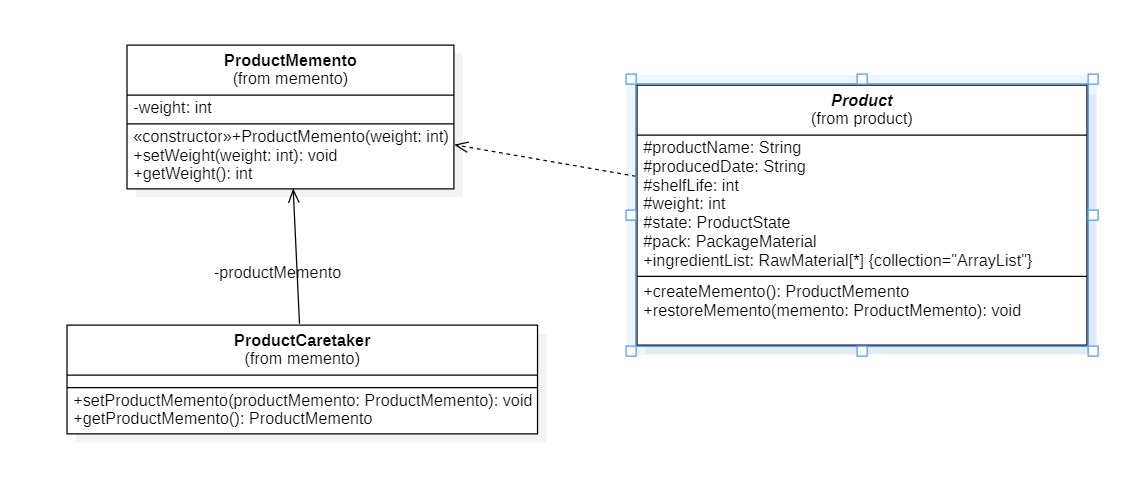 ProductMemento
(from memento)
-weight: int
«constructor»+ProductMemento(weight: int)
+setWeight(weight: int): void
+getWeight(): int
Product
(from product)
#productName: String
#producedDate: String
#shelfLife: int
#weight: int
#state: ProductState
#pack: PackageMaterial
+ingredientList: RawMaterial[*] {collection="ArrayList"}
+createMemento(): ProductMemento
+restoreMemento(memento: ProductMemento): void
-productMemento
ProductCaretaker
(from memento)
+setProductMemento(productMemento: ProductMemento): void
+getProductMemento(): ProductMemento